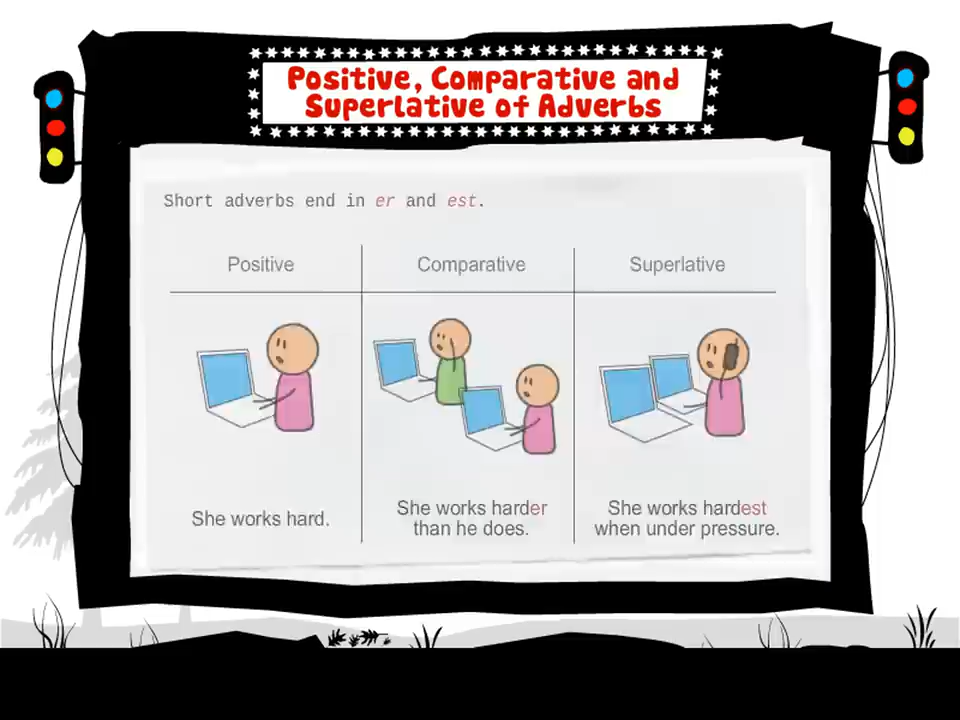 Positive, Comparative and
Superlative of Adverbs
Short adverbs end in er and est.
Positive
Comparative
Superlative
She works hard.
She works harder
than he does.
She works hardest
when under pressure.